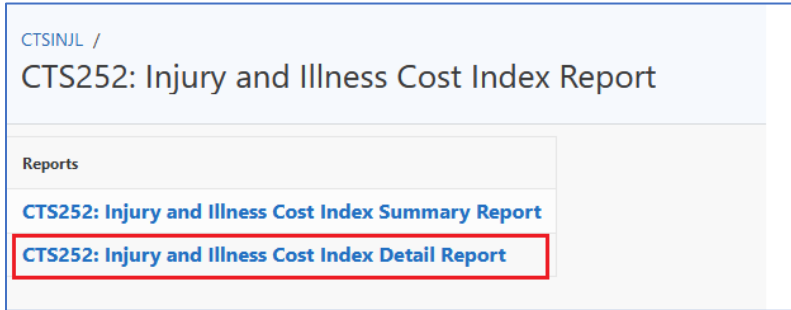 CTSINJL /
CTS252: Injury and Illness Cost Index Report
Reports
CTS252: Injury and Illness Cost Index Summary Report
CTS252: Injury and Illness Cost Index Detail Report